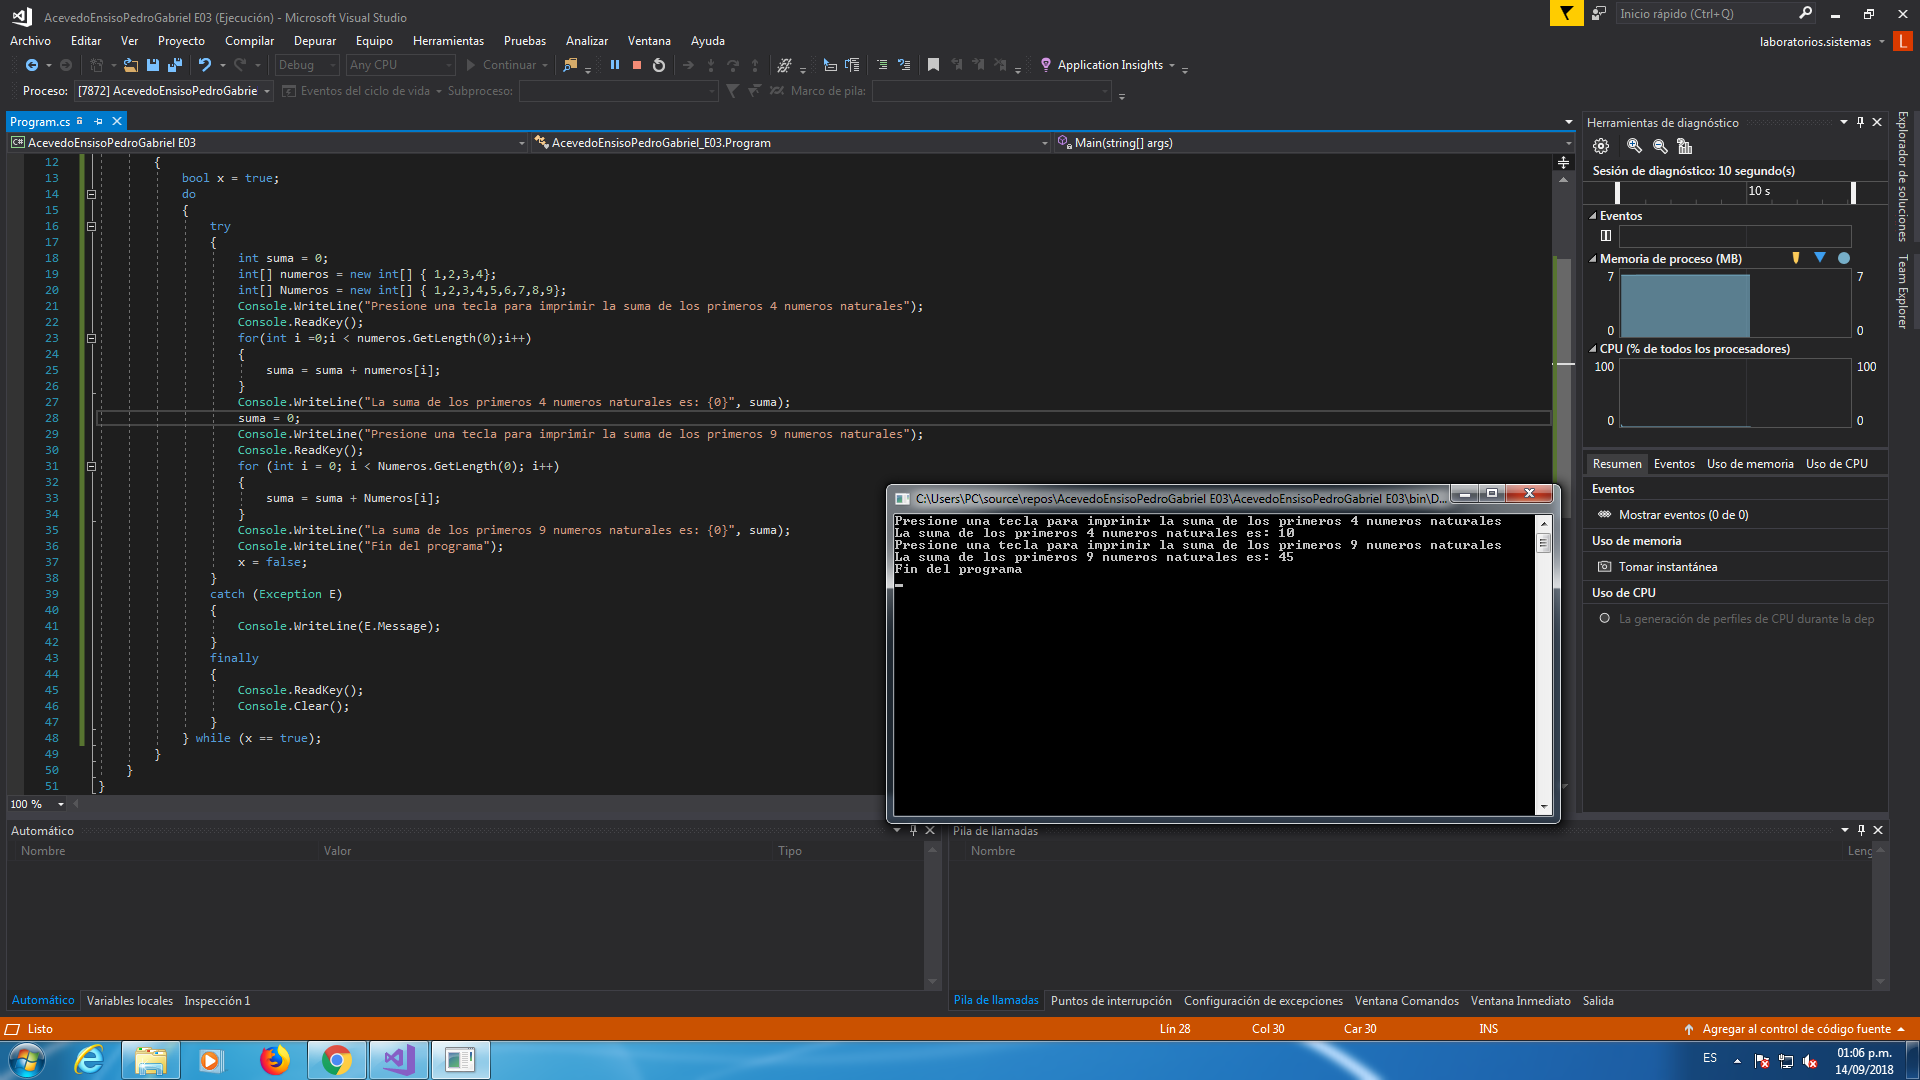 AcevedoEnsisoPedroGabriel E03 (Ejecución) - Microsoft Visual Studio
Inicio rápido (Ctrl+Q)
Archivo Editar Ver Proyecto Compilar Depurar Equipo Herramientas Pruebas Analizar Ventana Ayuda
laboratorios.sistemas L
Debug Any CPU Continuar Application Insights
Proceso: [7872] AcevedoEnsisoPedroGabrie Eventos del ciclo de vida Subproceso: Marco de pila:
Program.cs
AcevedoEnsisoPedroGabriel E03 AcevedoEnsisoPedroGabriel_E03.Program Main(string[] args)
12 {
13 bool x = true;
14 do
15 {
16 try
17 {
18 int suma = 0;
19 int[] numeros = new int[] { 1,2,3,4};
20 int[] Numeros = new int[] { 1,2,3,4,5,6,7,8,9};
21 Console.WriteLine("Presione una tecla para imprimir la suma de los primeros 4 numeros naturales");
22 Console.ReadKey();
23 for(int i =0;i < numeros.GetLength(0);i++)
24 {
25 suma = suma + numeros[i];
26 }
27 Console.WriteLine("La suma de los primeros 4 numeros naturales es: {0}", suma);
28 suma = 0;
29 Console.WriteLine("Presione una tecla para imprimir la suma de los primeros 9 numeros naturales");
30 Console.ReadKey();
31 for (int i = 0; i < Numeros.GetLength(0); i++)
32 {
33 suma = suma + Numeros[i];
34 }
35 Console.WriteLine("La suma de los primeros 9 numeros naturales es: {0}", suma);
36 Console.WriteLine("Fin del programa");
37 x = false;
38 }
39 catch (Exception E)
40 {
41 Console.WriteLine(E.Message);
42 }
43 finally
44 {
45 Console.ReadKey();
46 Console.Clear();
47 }
48 } while (x == true);
49 }
50 }
51 }
100 %
C:\Users\PC\source\repos\AcevedoEnsisoPedroGabriel E03\AcevedoEnsisoPedroGabriel E03\bin\D...
Presione una tecla para imprimir la suma de los primeros 4 numeros naturales
La suma de los primeros 4 numeros naturales es: 10
Presione una tecla para imprimir la suma de los primeros 9 numeros naturales
La suma de los primeros 9 numeros naturales es: 45
Fin del programa
Herramientas de diagnóstico
Sesión de diagnóstico: 10 segundo(s)
10 s
Eventos
Memoria de proceso (MB)
7 7
0 0
CPU (% de todos los procesadores)
100 100
0 0
Resumen Eventos Uso de memoria Uso de CPU
Eventos
Mostrar eventos (0 de 0)
Uso de memoria
Tomar instantánea
Uso de CPU
La generación de perfiles de CPU durante la dep
Explorador de soluciones
Team Explorer
Automático
Nombre Valor Tipo
Automático Variables locales Inspección 1
Pila de llamadas
Nombre Leng
Pila de llamadas Puntos de interrupción Configuración de excepciones Ventana Comandos Ventana Inmediato Salida
Listo Lín 28 Col 30 Car 30 INS Agregar al control de código fuente
ES 01:06 p.m.
14/09/2018